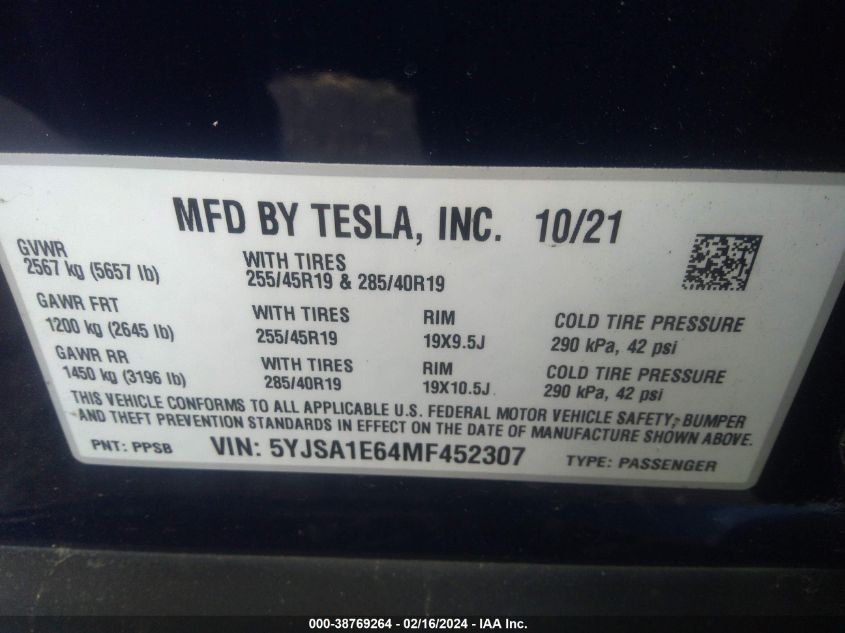 MFD BY TESLA, INC. 10/21
GVWR
2567 kg (5657 lb)
WITH TIRES
255/45R19 & 285/40R19
GAWR FRT
1200 kg (2645 lb)
WITH TIRES
255/45R19
RIM
19X9.5J
COLD TIRE PRESSURE
290 kPa, 42 psi
GAWR RR
1450 kg (3196 lb)
WITH TIRES
285/40R19
RIM
19X10.5J
COLD TIRE PRESSURE
290 kPa, 42 psi
THIS VEHICLE CONFORMS TO ALL APPLICABLE U.S. FEDERAL MOTOR VEHICLE SAFETY, BUMPER
AND THEFT PREVENTION STANDARDS IN EFFECT ON THE DATE OF MANUFACTURE SHOWN ABOVE.
PNT: PPSB VIN: 5YJSA1E64MF452307 TYPE: PASSENGER
000-38769264 - 02/16/2024 - IAA Inc.